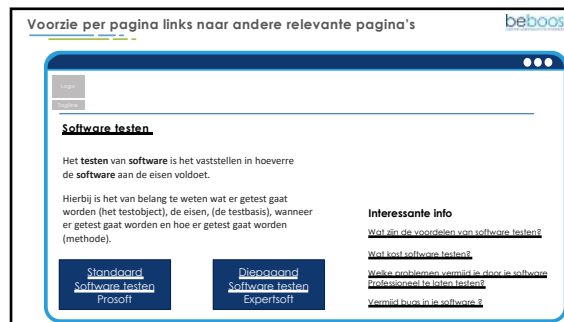 Voorzie per pagina links naar andere relevante pagina's
beboos
Logo
Tagline
Software testen
Het testen van software is het vaststellen in hoeverre
de software aan de eisen voldoet.
Hierbij is het van belang te weten wat er getest gaat
worden (het testobject), de eisen, (de testbasis), wanneer
er getest gaat worden en hoe er getest gaat worden
(methode).
Standaard
Software testen
Prosoft
Diepgaand
Software testen
Expertsoft
Interessante info
Wat zijn de voordelen van software testen?
Wat kost software testen?
Welke problemen vermijd je door je software
Professioneel te laten testen?
Vermijd bugs in je software ?